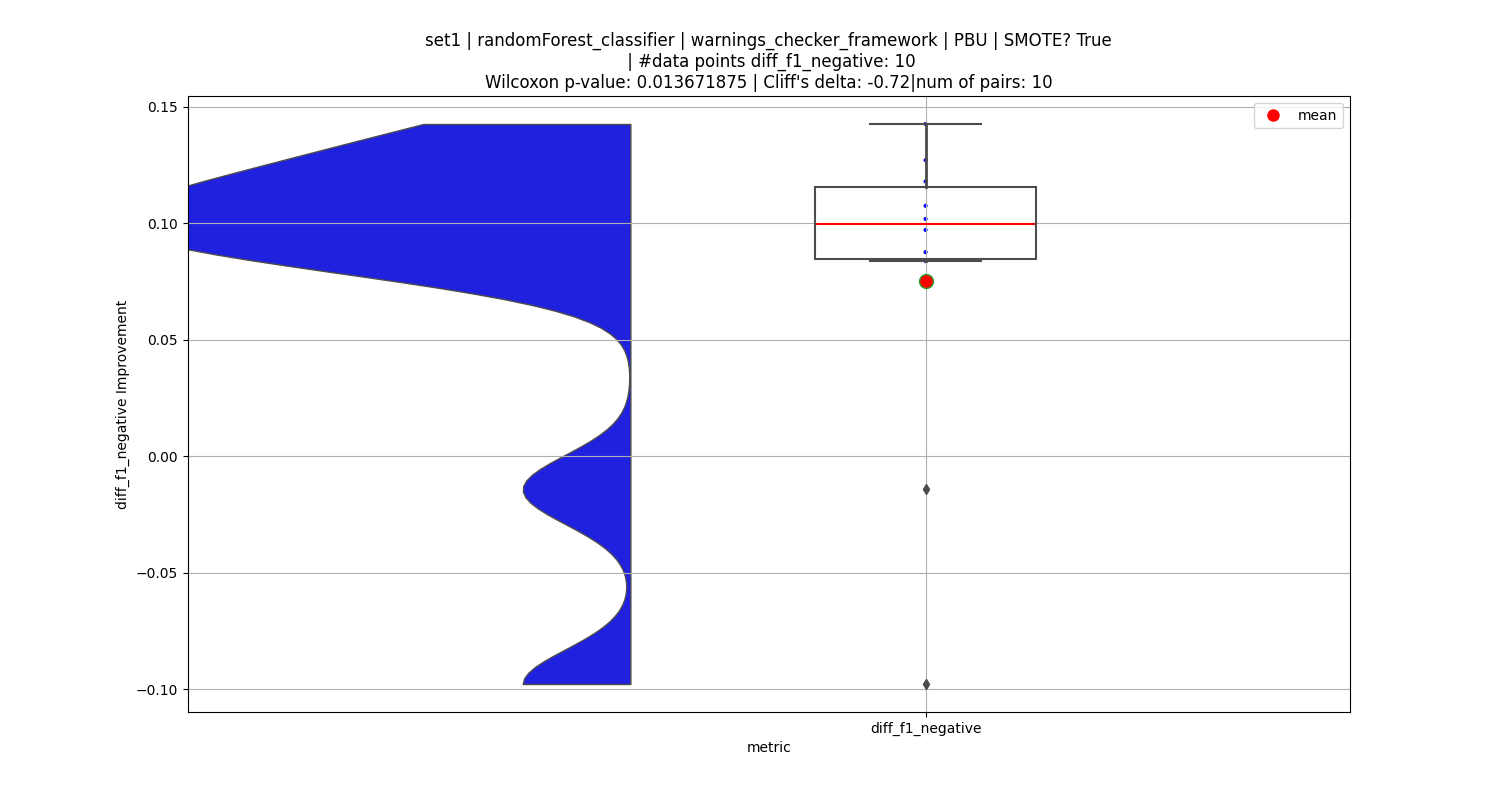 set1 | randomForest_classifier | warnings_checker_framework | PBU | SMOTE? True
| #data points diff_f1_negative: 10
Wilcoxon p-value: 0.013671875 | Cliff's delta: -0.72|num of pairs: 10
mean
0.15
0.10
0.05
0.00
−0.05
−0.10
diff_f1_negative Improvement
diff_f1_negative
metric